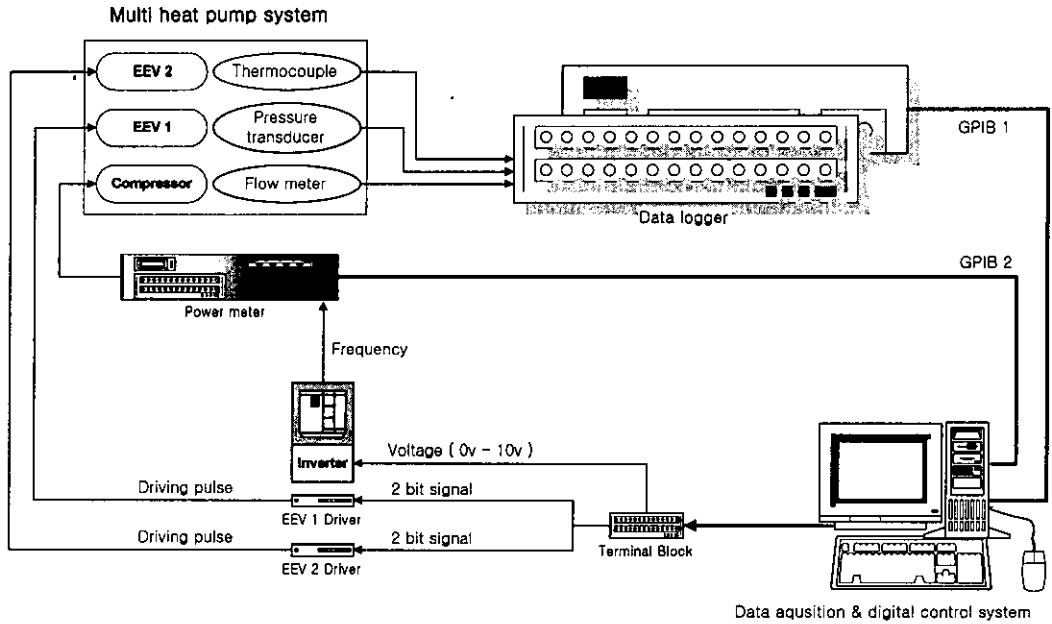 Multi heat pump system
EEV 2
Thermocouple
EEV 1
Pressure
transducer
Compressor
Flow meter
GPIB 1
Data logger
GPIB 2
Power meter
Frequency
Inverter
Voltage ( 0v - 10v )
Driving pulse
2 bit signal
EEV 1 Driver
Driving pulse
2 bit signal
EEV 2 Driver
Terminal Block
Data aqusition & digital control system